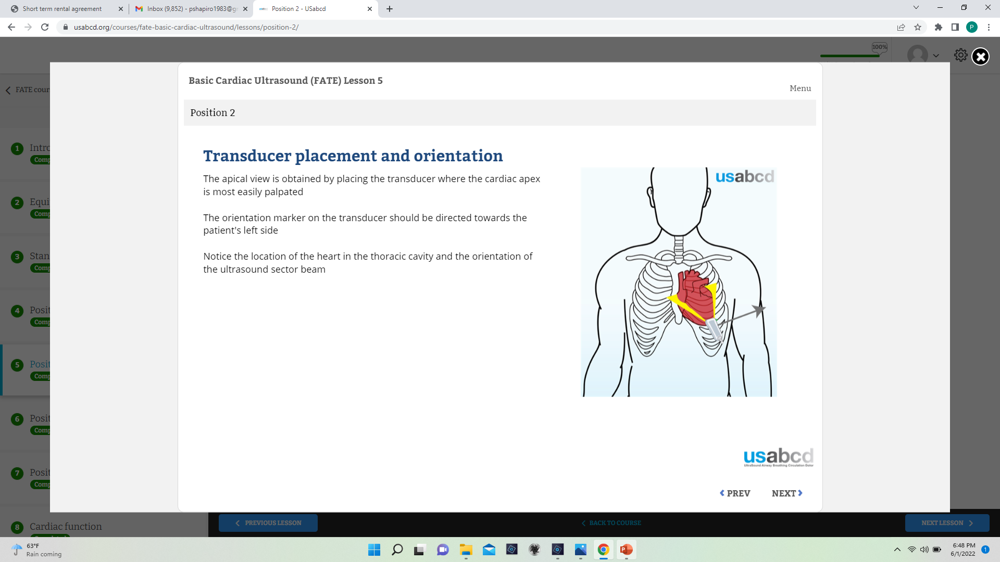 Short term rental agreement
Inbox (9,852) - pshapiro1983@g
Position 2 - USabcd
usabcd.org/courses/fate-basic-cardiac-ultrasound/lessons/position-2/
P
100%
FATE cour
Basic Cardiac Ultrasound (FATE) Lesson 5
Menu
Position 2
1 Intro
Comp
2 Equi
Comp
3 Stan
Comp
4 Posit
Comp
5 Posit
Comp
6 Posit
Comp
7 Posit
Comp
8 Cardiac function
Transducer placement and orientation
The apical view is obtained by placing the transducer where the cardiac apex
is most easily palpated
The orientation marker on the transducer should be directed towards the
patient's left side
Notice the location of the heart in the thoracic cavity and the orientation of
the ultrasound sector beam
usabcd
usabcd
UltraSound Airway Breathing Circulation Dolor
PREV
NEXT
PREVIOUS LESSON
BACK TO COURSE
NEXT LESSON
63°F
Rain coming
P
6:48 PM
6/1/2022
1